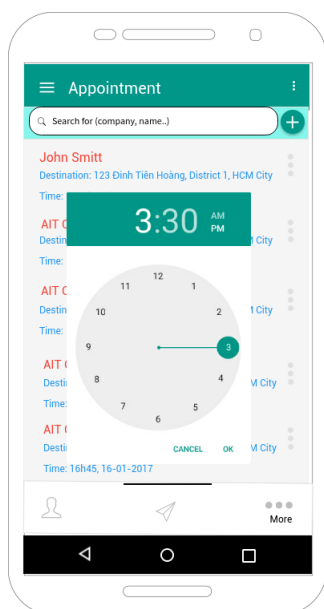 Appointment
Search for (company, name..)
John Smitt
Destination: 123 Đinh Tiên Hoàng, District 1, HCM City
Time:
AIT C
Destin
1 City
Time:
AIT C
Destin
M City
Time:
AIT C
Destin
M City
Time:
AIT C
Destin
M City
Time: 16h45, 16-01-2017
3:30
AM
PM
12
11
1
10
2
9
3
8
4
7
5
6
CANCEL
OK
More